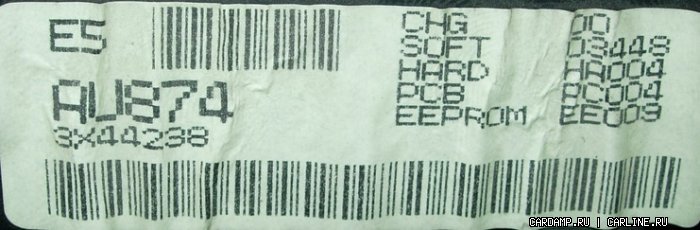 E5
AU874
3X44238
CHG 00
SOFT 03448
HARD HA004
PCB PC004
EEPROM EE009
CARDAMP.RU | CARLINE.RU